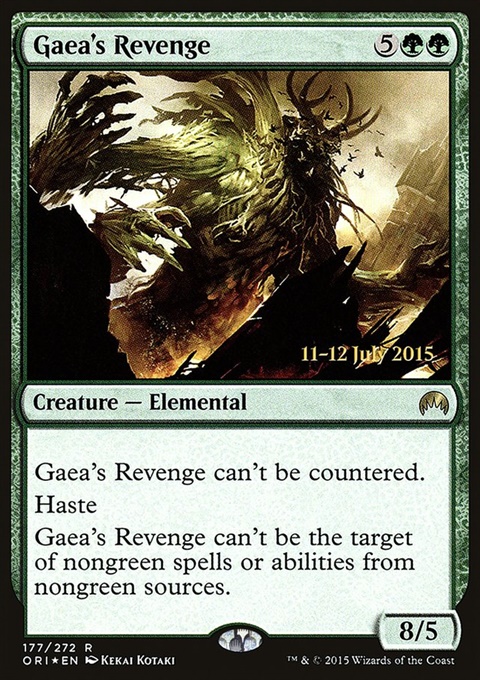 Gaea's Revenge 5
11–12 July 2015
Creature — Elemental
Gaea's Revenge can't be countered.
Haste
Gaea's Revenge can't be the target
of nongreen spells or abilities from
nongreen sources.
8/5
177/272 R
ORI★EN Kekai Kotaki
™ & © 2015 Wizards of the Coast